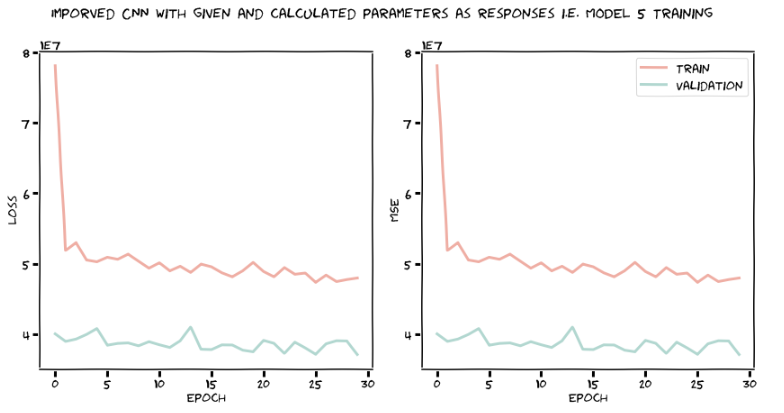 IMPORVED CNN WITH GIVEN AND CALCULATED PARAMETERS AS RESPONSES I.E. MODEL 5 TRAINING
1E7
8
7
6
5
4
LOSS
0 5 10 15 20 25 30
EPOCH
1E7
8
7
6
5
4
MSE
TRAIN
VALIDATION
0 5 10 15 20 25 30
EPOCH